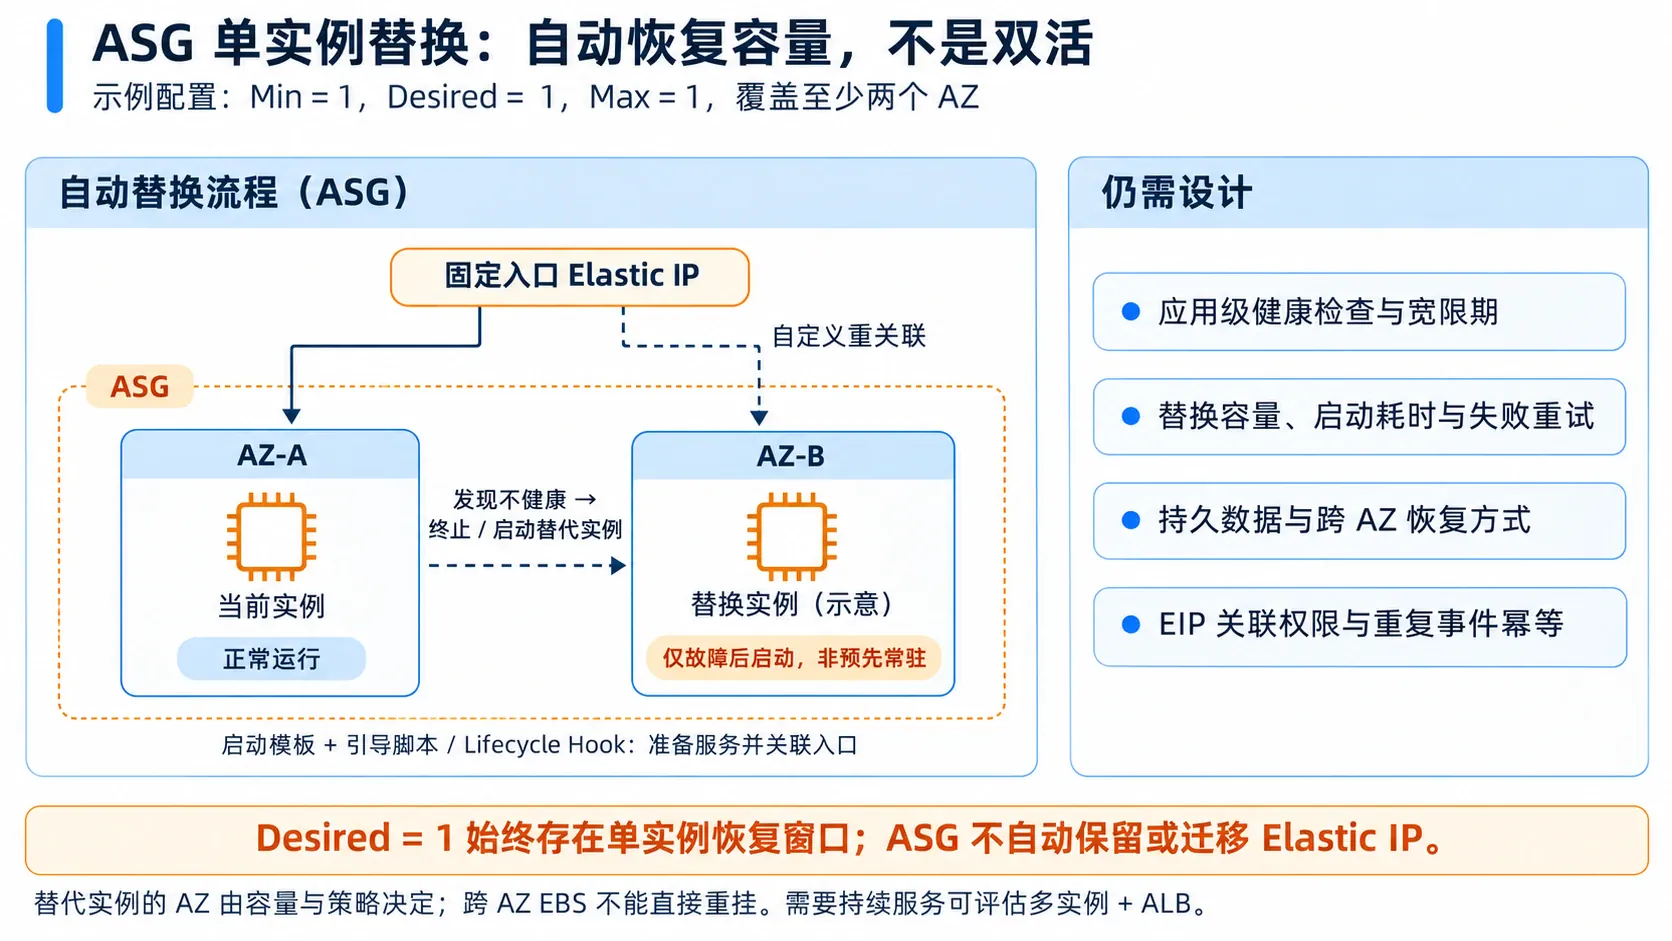 ASG 单实例替换：自动恢复容量，不是双活
示例配置：Min = 1，Desired = 1，Max = 1，覆盖至少两个 AZ
自动替换流程（ASG）
固定入口 Elastic IP
自定义重关联
ASG
AZ-A
当前实例
正常运行
发现不健康 →
终止 / 启动替代实例
AZ-B
替换实例（示意）
仅故障后启动，非预先常驻
启动模板 + 引导脚本 / Lifecycle Hook：准备服务并关联入口
仍需设计
应用级健康检查与宽限期
替换容量、启动耗时与失败重试
持久数据与跨 AZ 恢复方式
EIP 关联权限与重复事件幂等
Desired = 1 始终存在单实例恢复窗口；ASG 不自动保留或迁移 Elastic IP。
替代实例的 AZ 由容量与策略决定；跨 AZ EBS 不能直接重挂。需要持续服务可评估多实例 + ALB。